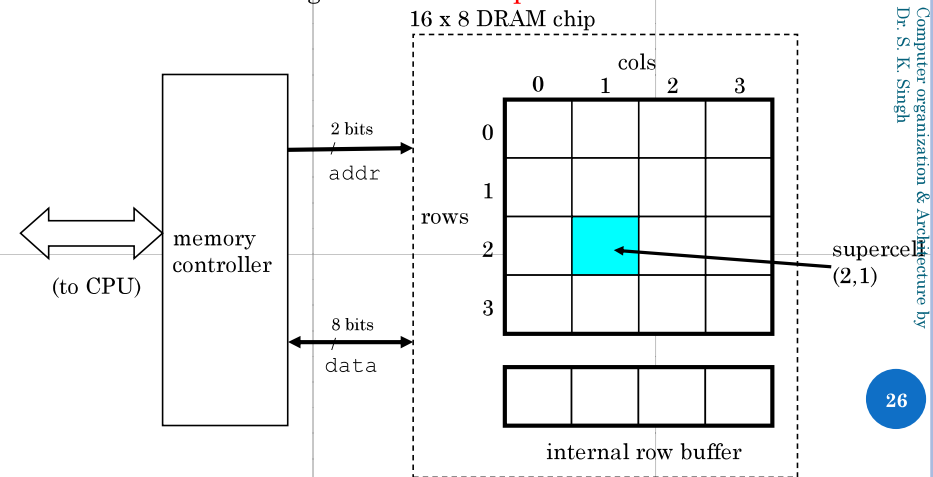 16 x 8 DRAM chip
cols
0 1 2 3
2 bits
addr
0
1
rows
2
3
memory
controller
(to CPU)
supercell
(2,1)
8 bits
data
internal row buffer
Computer organization & Architecture by
Dr. S. K. Singh
26